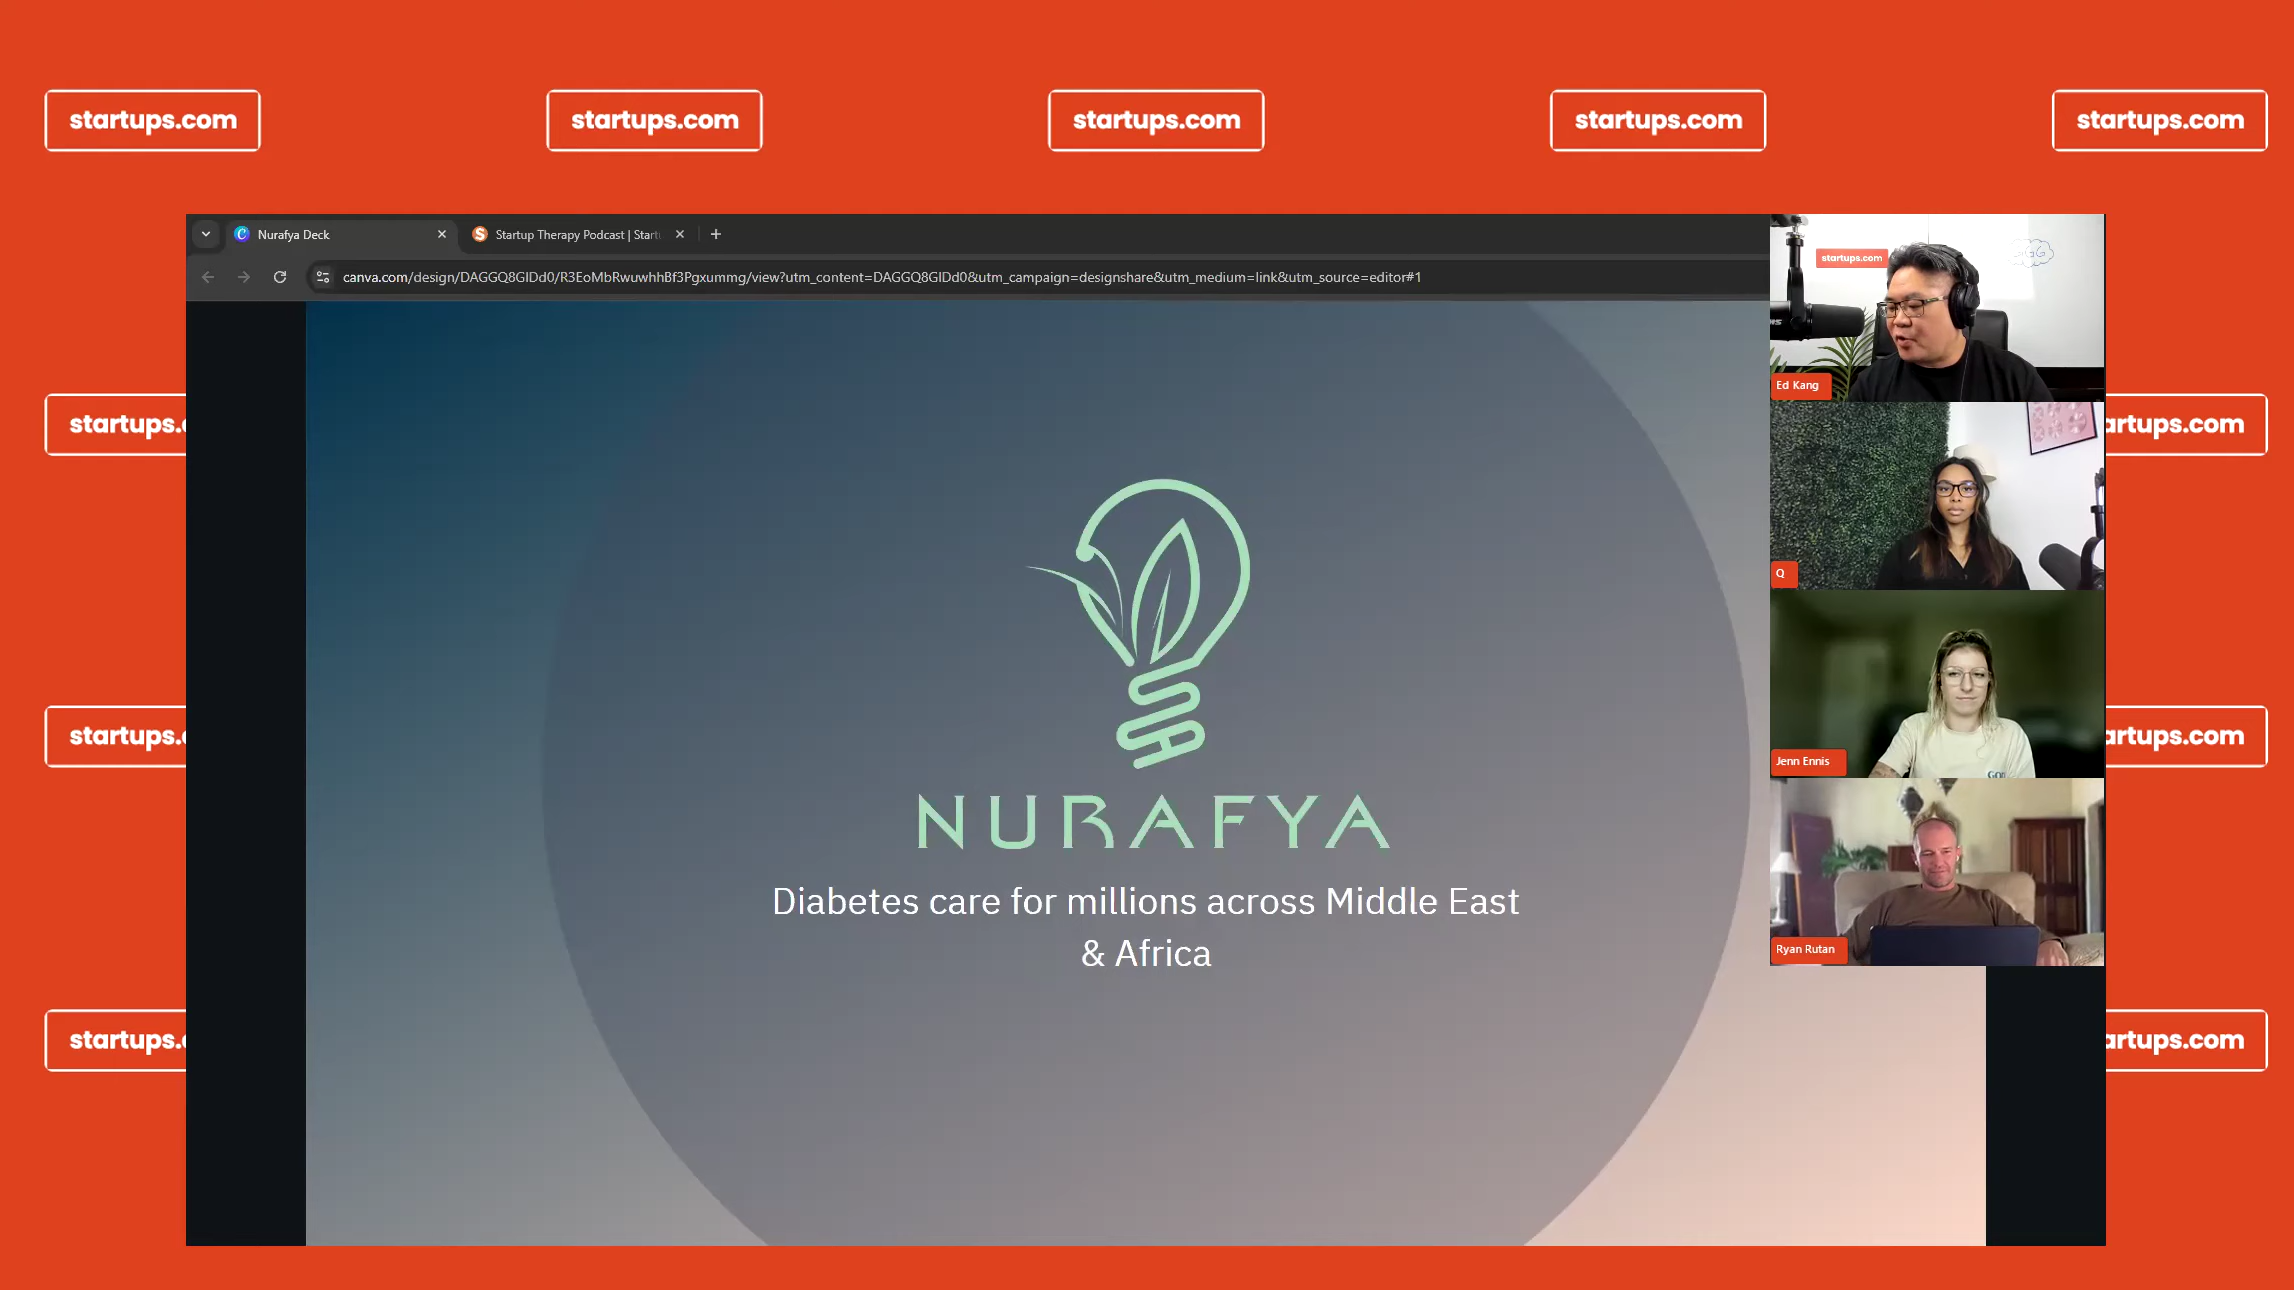 startups.com startups.com startups.com startups.com startups.com
Nurafya Deck
Startup Therapy Podcast | Start
canva.com/design/DAGGQ8GlDd0/R3EoMbRwuwhhBf3Pgxummg/view?utm_content=DAGGQ8GlDd0&utm_campaign=designshare&utm_medium=link&utm_source=editor#1
startups.com
Ed Kang
startups.
artups.com
NURAFYA
Diabetes care for millions across Middle East
& Africa
Q
startups.
artups.com
Jenn Ennis
Ryan Rutan
startups.
artups.com